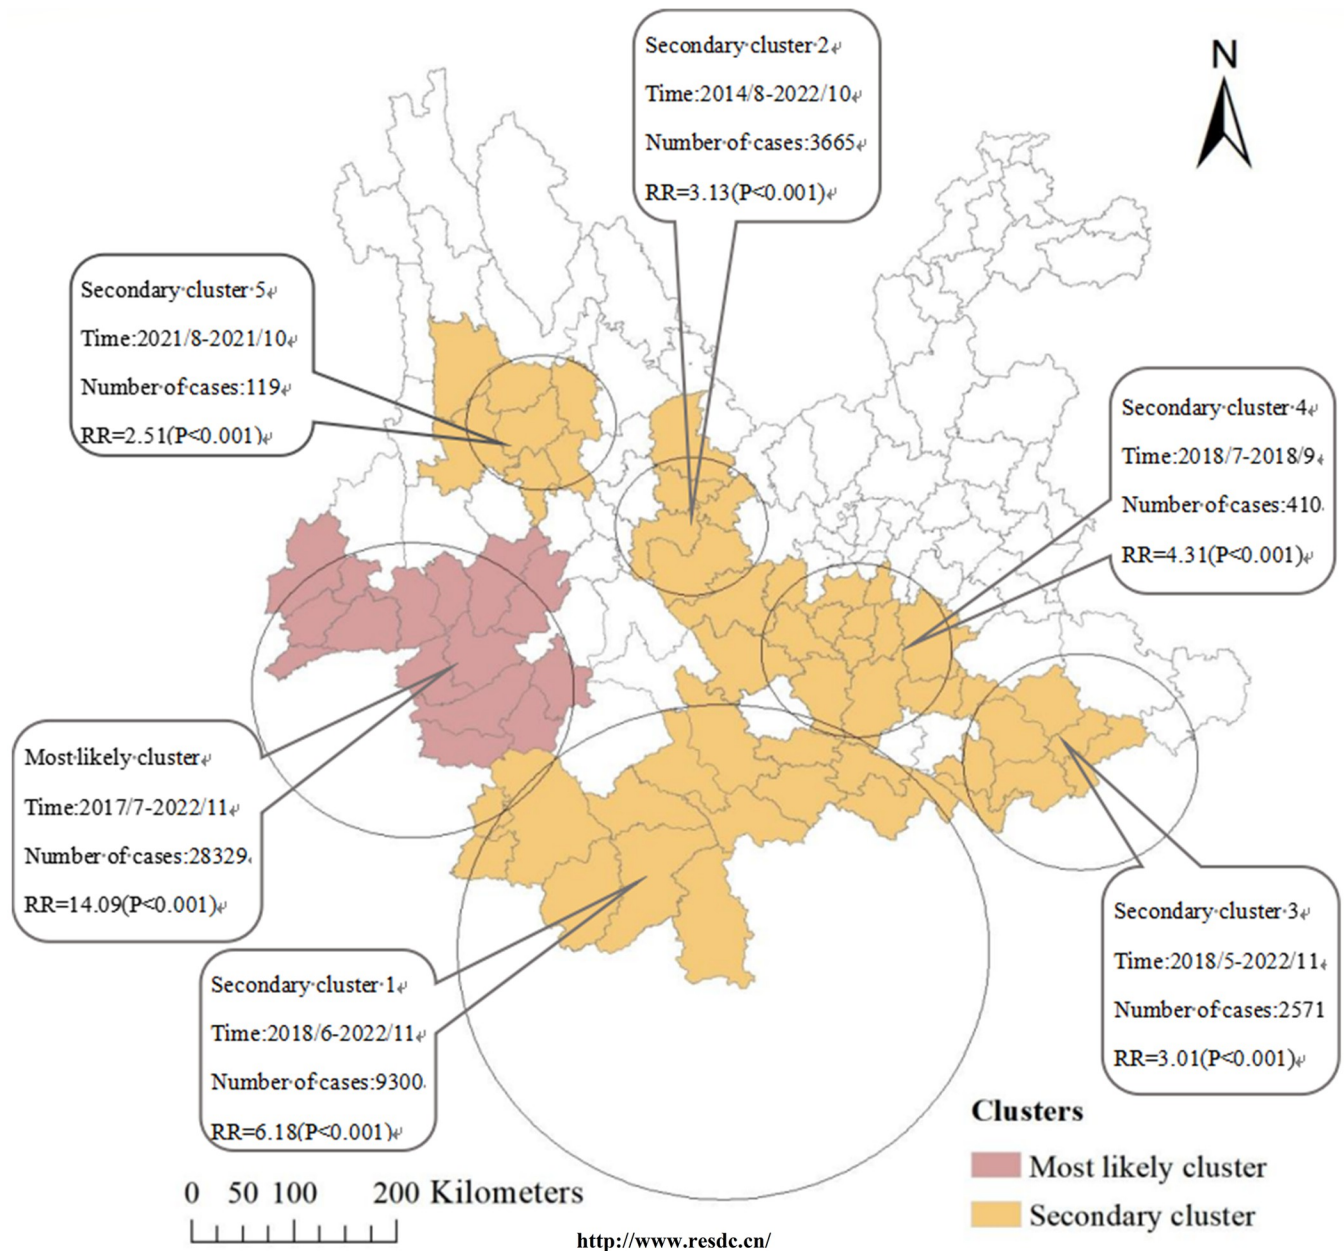 Secondary cluster 2
Time:2014/8-2022/10
Number of cases:3665
RR=3.13(P<0.001)
N
Secondary cluster 5
Time:2021/8-2021/10
Number of cases:119
RR=2.51(P<0.001)
Secondary cluster 4
Time:2018/7-2018/9
Number of cases:410
RR=4.31(P<0.001)
Most likely cluster
Time:2017/7-2022/11
Number of cases:28329
RR=14.09(P<0.001)
Secondary cluster 3
Time:2018/5-2022/11
Number of cases:2571
RR=3.01(P<0.001)
Secondary cluster 1
Time:2018/6-2022/11
Number of cases:9300
RR=6.18(P<0.001)
Clusters
Most likely cluster
Secondary cluster
0 50 100 200 Kilometers
http://www.resdc.cn/